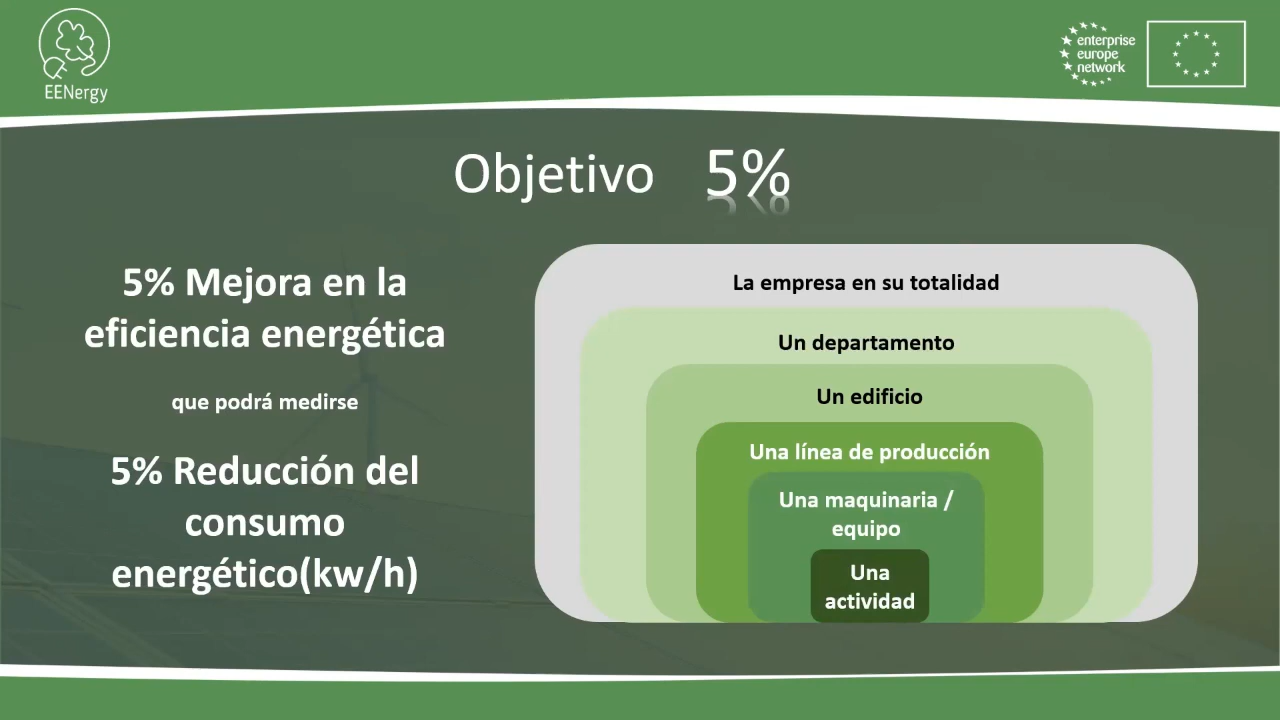 EENergy
enterprise
europe
network
Objetivo 5%
5% Mejora en la
eficiencia energética
que podrá medirse
5% Reducción del
consumo
energético(kw/h)
La empresa en su totalidad
Un departamento
Un edificio
Una línea de producción
Una maquinaria /
equipo
Una
actividad